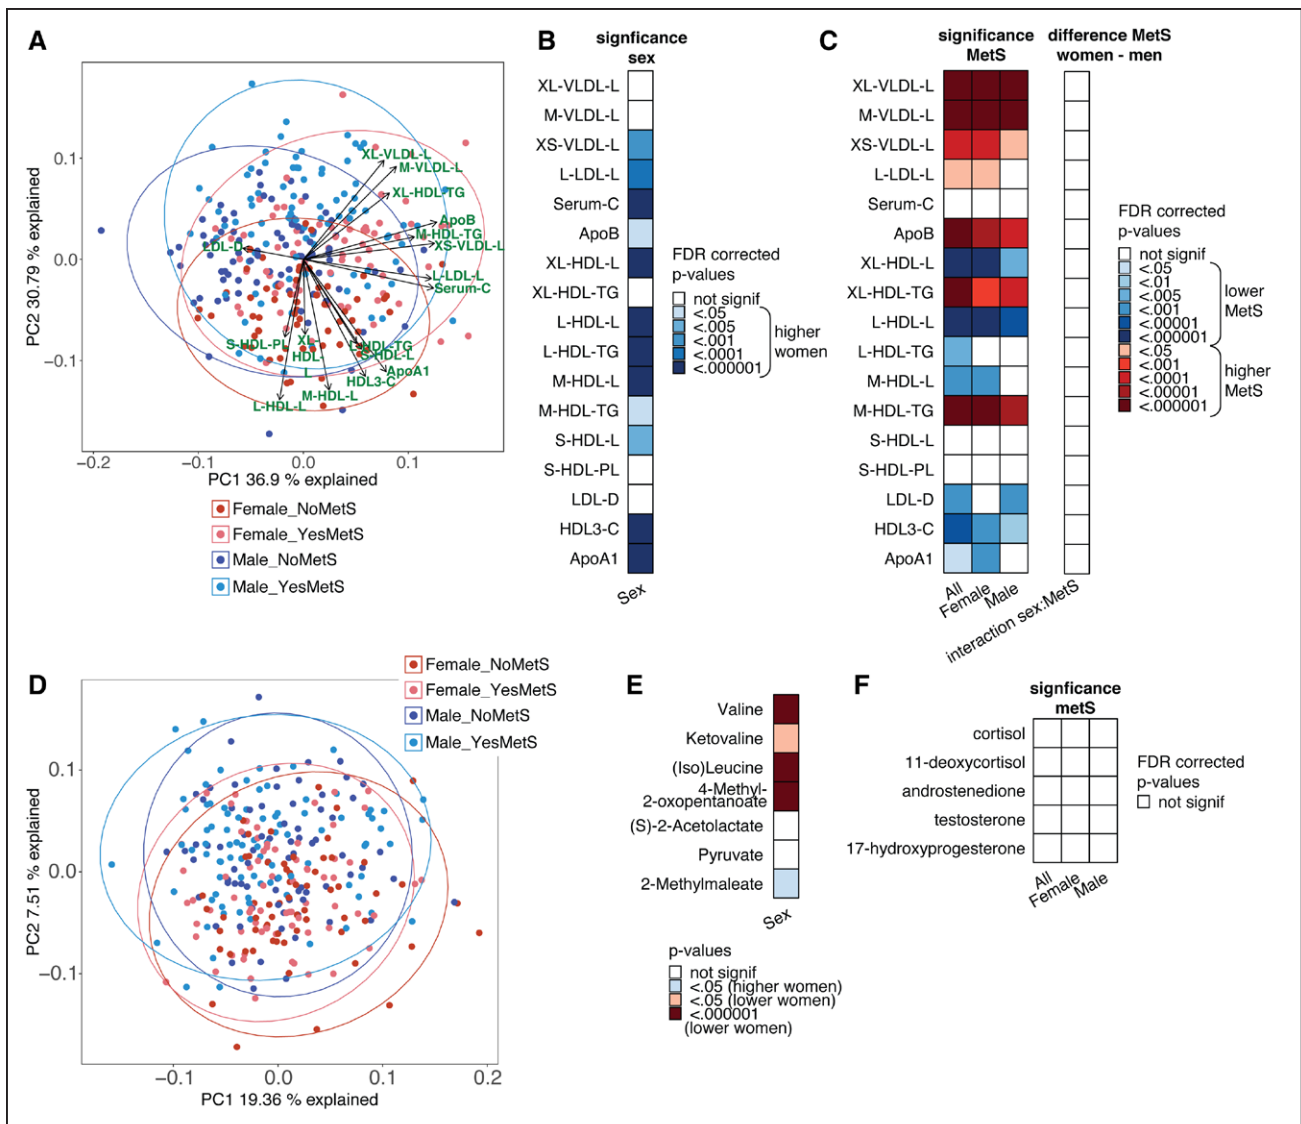 A
PC2 30.79 % explained
0.1
0.0
−0.1
−0.2
−0.1
0.0
0.1
PC1 36.9 % explained
XL-VLDL-L
M-VLDL-L
XL-HDL-TG
ApoB
M-HDL-TG
XS-VLDL-L
LDL-D
L-LDL-L
Serum-C
S-HDL-PL
XL-
HDL-
L
L-HDL-TG
S-HDL-L
ApoA1
HDL3-C
M-HDL-L
L-HDL-L
Female_NoMetS
Female_YesMetS
Male_NoMetS
Male_YesMetS
B
signficance
sex
XL-VLDL-L
M-VLDL-L
XS-VLDL-L
L-LDL-L
Serum-C
ApoB
XL-HDL-L
XL-HDL-TG
L-HDL-L
L-HDL-TG
M-HDL-L
M-HDL-TG
S-HDL-L
S-HDL-PL
LDL-D
HDL3-C
ApoA1
Sex
FDR corrected
p-values
not signif
<.05
<.005
<.001
<.0001
<.000001
higher
women
C
significance
MetS
difference MetS
women - men
XL-VLDL-L
M-VLDL-L
XS-VLDL-L
L-LDL-L
Serum-C
ApoB
XL-HDL-L
XL-HDL-TG
L-HDL-L
L-HDL-TG
M-HDL-L
M-HDL-TG
S-HDL-L
S-HDL-PL
LDL-D
HDL3-C
ApoA1
All
Female
Male
interaction sex:MetS
FDR corrected
p-values
not signif
<.05
<.01
<.005
<.001
<.00001
<.000001
lower
MetS
<.05
<.001
<.0001
<.00001
<.000001
higher
MetS
D
Female_NoMetS
Female_YesMetS
Male_NoMetS
Male_YesMetS
PC2 7.51 % explained
0.1
0.0
−0.1
−0.1
0.0
0.1
0.2
PC1 19.36 % explained
E
Valine
Ketovaline
(Iso)Leucine
4-Methyl-
2-oxopentanoate
(S)-2-Acetolactate
Pyruvate
2-Methylmaleate
Sex
p-values
not signif
<.05 (higher women)
<.05 (lower women)
<.000001
(lower women)
F
signficance
metS
cortisol
11-deoxycortisol
androstenedione
testosterone
17-hydroxyprogesterone
All
Female
Male
FDR corrected
p-values
not signif